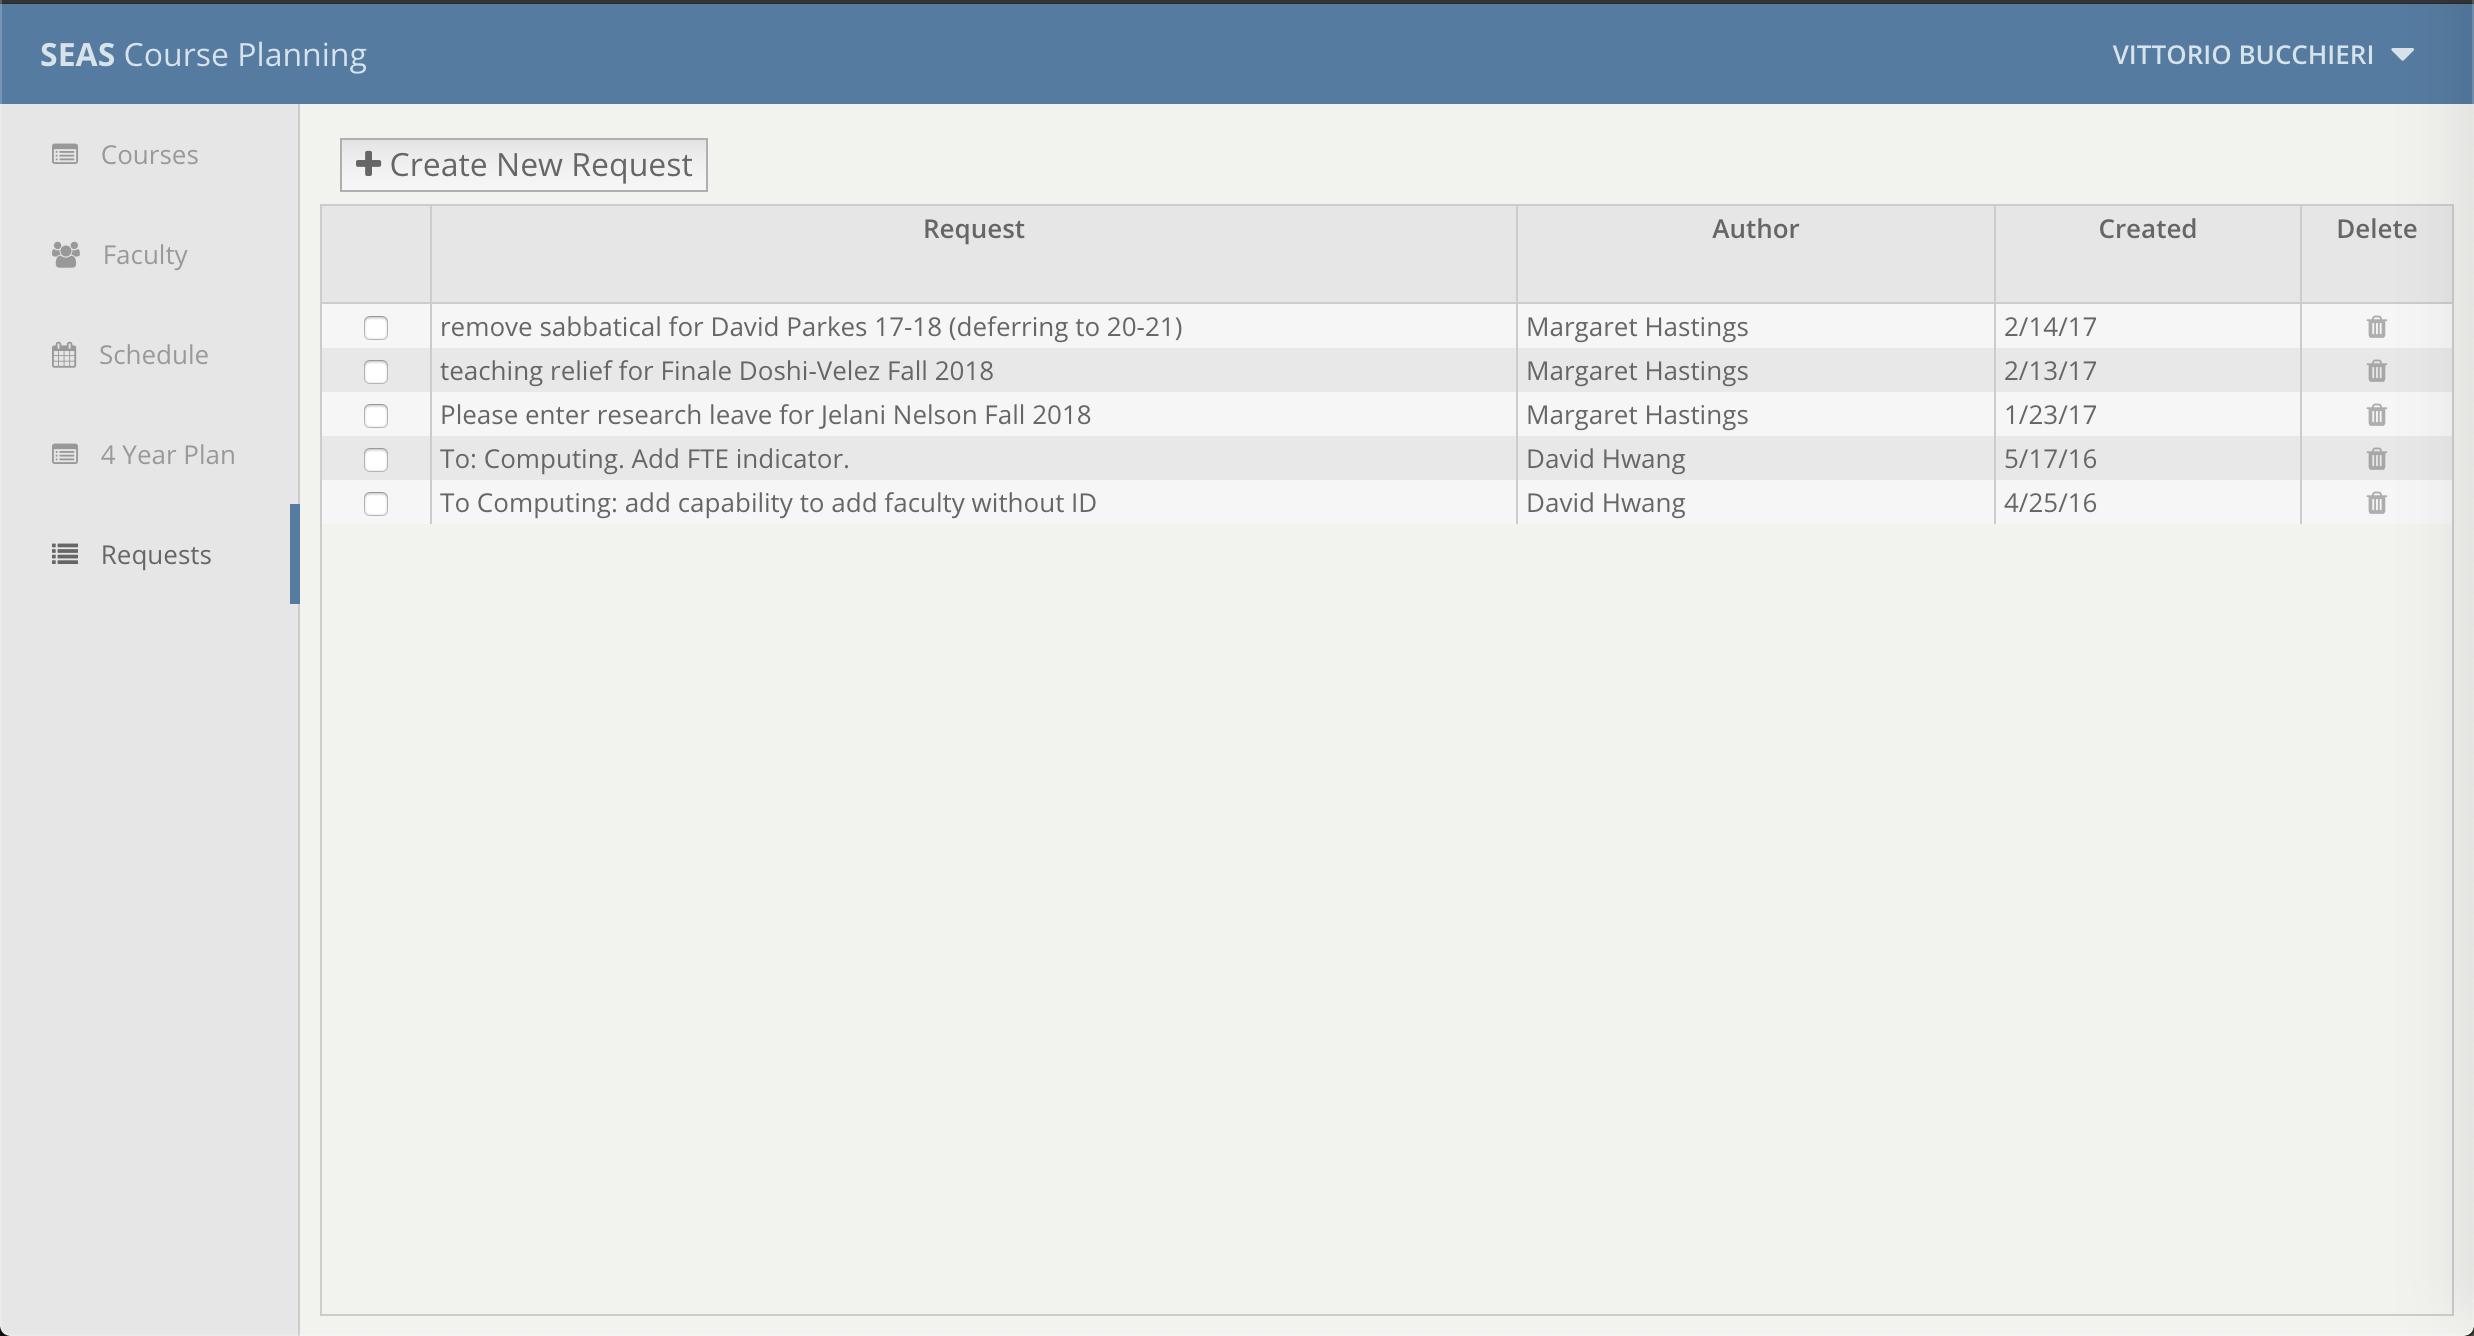 SEAS Course Planning
VITTORIO BUCCHIERI
Courses
Faculty
Schedule
4 Year Plan
Requests
Create New Request
Request Author Created Delete
remove sabbatical for David Parkes 17-18 (deferring to 20-21) Margaret Hastings 2/14/17
teaching relief for Finale Doshi-Velez Fall 2018 Margaret Hastings 2/13/17
Please enter research leave for Jelani Nelson Fall 2018 Margaret Hastings 1/23/17
To: Computing. Add FTE indicator. David Hwang 5/17/16
To Computing: add capability to add faculty without ID David Hwang 4/25/16